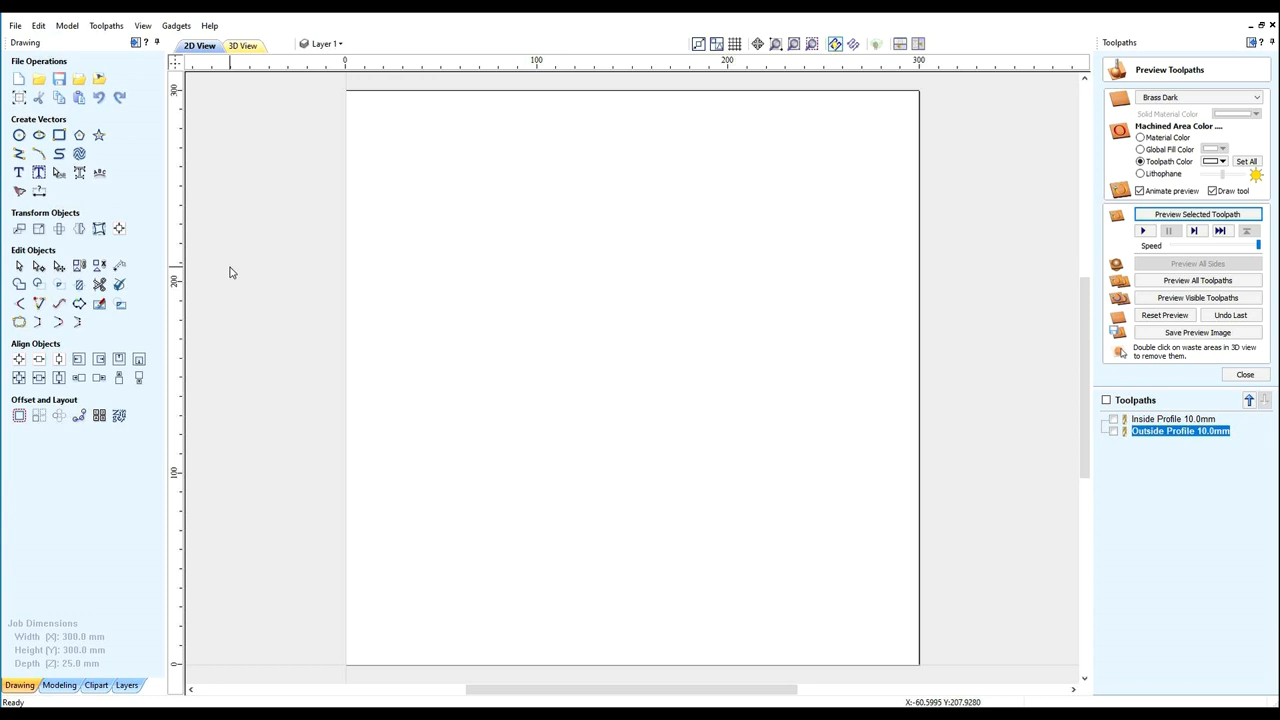 File Edit Model Toolpaths View Gadgets Help
Drawing
?
2D View
3D View
Layer 1
Toolpaths
?
File Operations
Create Vectors
Transform Objects
Edit Objects
Align Objects
Offset and Layout
Job Dimensions
Width (X): 300.0 mm
Height (Y): 300.0 mm
Depth (Z): 25.0 mm
Drawing Modeling Clipart Layers
Ready
0 100 200 300
300
200
100
0
Preview Toolpaths
Brass Dark
Solid Material Color
Machined Area Color ....
Material Color
Global Fill Color
Toolpath Color
Set All
Lithophane
Animate preview Draw tool
Preview Selected Toolpath
Speed
Preview All Sides
Preview All Toolpaths
Preview Visible Toolpaths
Reset Preview Undo Last
Save Preview Image
Double click on waste areas in 3D view
to remove them.
Close
Toolpaths
Inside Profile 10.0mm
Outside Profile 10.0mm
X:-60.5995 Y:207.9280